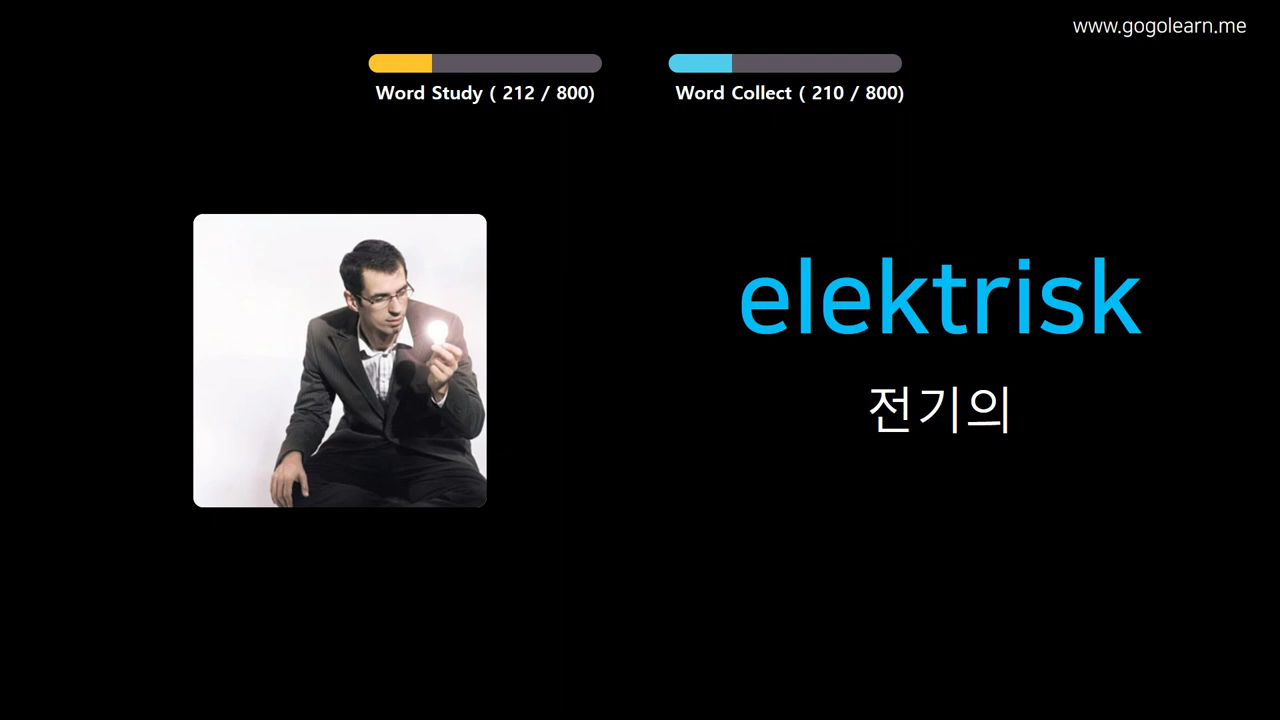 www.gogolearn.me
Word Study ( 212 / 800)
Word Collect ( 210 / 800)
elektrisk
전기의